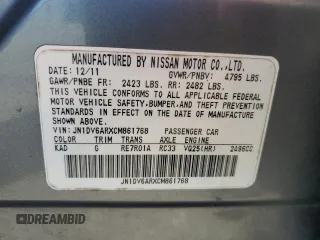 MANUFACTURED BY NISSAN MOTOR CO.,LTD.
DATE: 12/11 GVWR/PNBV: 4795 LBS.
GAWR/PNBE FR: 2423 LBS. RR: 2482 LBS.
THIS VEHICLE CONFORMS TO ALL APPLICABLE FEDERAL
MOTOR VEHICLE SAFETY,BUMPER,AND THEFT PREVENTION
STANDARDS IN EFFECT ON THE DATE OF MANUFACTURE
SHOWN ABOVE.
VIN:JN1DV6ARXCM861768 PASSENGER CAR
COLOR TRIM TRANS AXLE ENGINE
KAD G RE7R01A RC33 VQ25(HR) 2496CC
JN1DV6ARXCM861768
DREAMBID